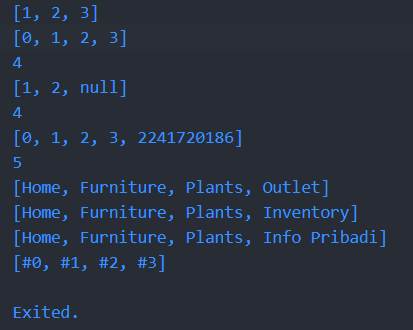 [1, 2, 3]
[0, 1, 2, 3]
4
[1, 2, null]
4
[0, 1, 2, 3, 2241720186]
5
[Home, Furniture, Plants, Outlet]
[Home, Furniture, Plants, Inventory]
[Home, Furniture, Plants, Info Pribadi]
[#0, #1, #2, #3]
Exited.